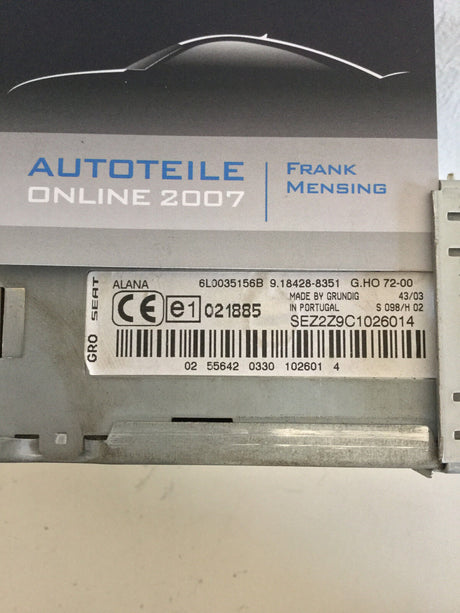 AUTOTEILE
ONLINE 2007
FRANK
MENSING
GRO SEAT
ALANA 6L0035156B 9.18428-8351 G.HO 72-00
MADE BY GRUNDIG 43/03
IN PORTUGAL S 098/H 02
CE e1 021885
SEZ2Z9C1026014
02 55642 0330 102601 4